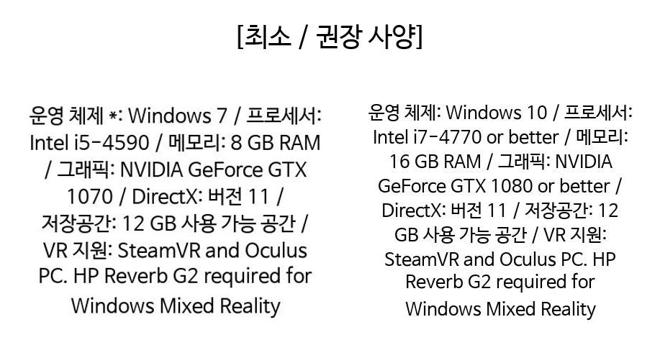 [최소 / 권장 사양]
운영 체제 *: Windows 7 / 프로세서:
Intel i5-4590 / 메모리: 8 GB RAM
/ 그래픽: NVIDIA GeForce GTX
1070 / DirectX: 버전 11 /
저장공간: 12 GB 사용 가능 공간 /
VR 지원: SteamVR and Oculus
PC. HP Reverb G2 required for
Windows Mixed Reality
운영 체제: Windows 10 / 프로세서:
Intel i7-4770 or better / 메모리:
16 GB RAM / 그래픽: NVIDIA
GeForce GTX 1080 or better /
DirectX: 버전 11 / 저장공간: 12
GB 사용 가능 공간 / VR 지원:
SteamVR and Oculus PC. HP
Reverb G2 required for
Windows Mixed Reality